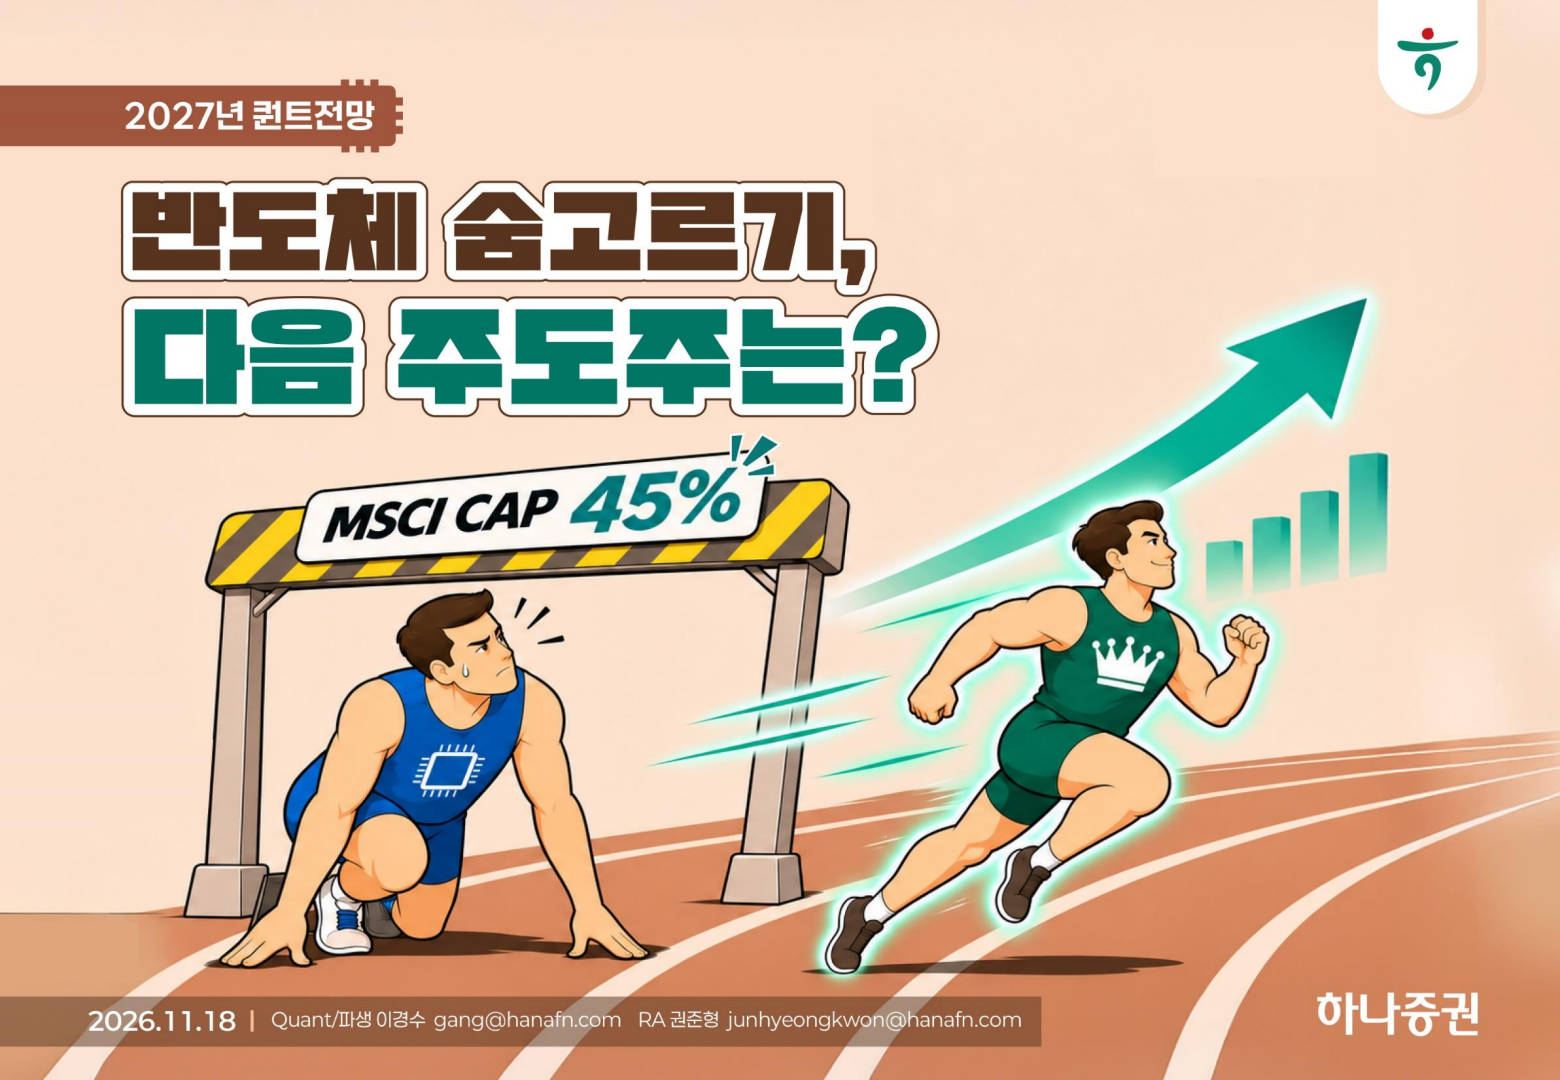 2027년 퀀트전망
반도체 숨고르기,
다음 주도주는?
MSCI CAP 45%
2026.11.18 | Quant/파생 이경수 gang@hanafn.com RA 권준형 junhyeongkwon@hanafn.com
하나증권